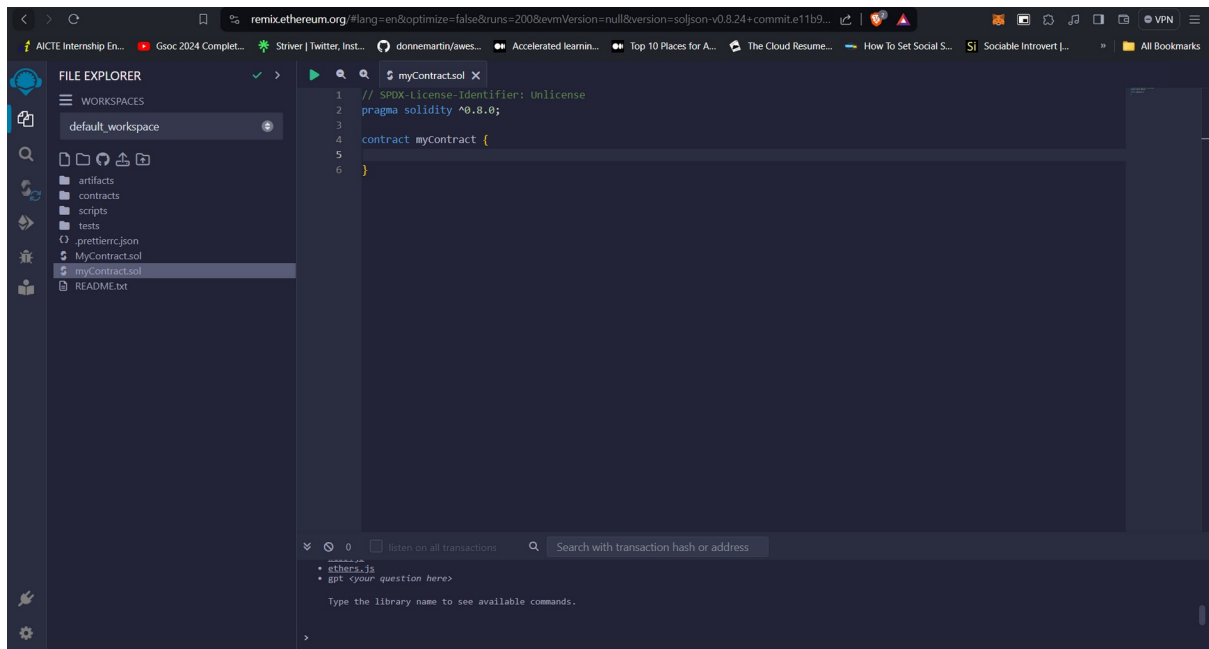 remix.ethereum.org/#lang=en&optimize=false&runs=200&evmVersion=null&version=soljson-v0.8.24+commit.e11b9...
VPN
AICTE Internship En...
Gsoc 2024 Complet...
Striver | Twitter, Inst...
donnemartin/awes...
Accelerated learnin...
Top 10 Places for A...
The Cloud Resume...
How To Set Social S...
Si Sociable Introvert |...
»
All Bookmarks
FILE EXPLORER
WORKSPACES
default_workspace
artifacts
contracts
scripts
tests
.prettierrc.json
MyContract.sol
myContract.sol
README.txt
myContract.sol
1 // SPDX-License-Identifier: Unlicense
2 pragma solidity ^0.8.0;
3
4 contract myContract {
5
6 }
0 listen on all transactions Search with transaction hash or address
• ethers.js
• gpt <your question here>
Type the library name to see available commands.
>